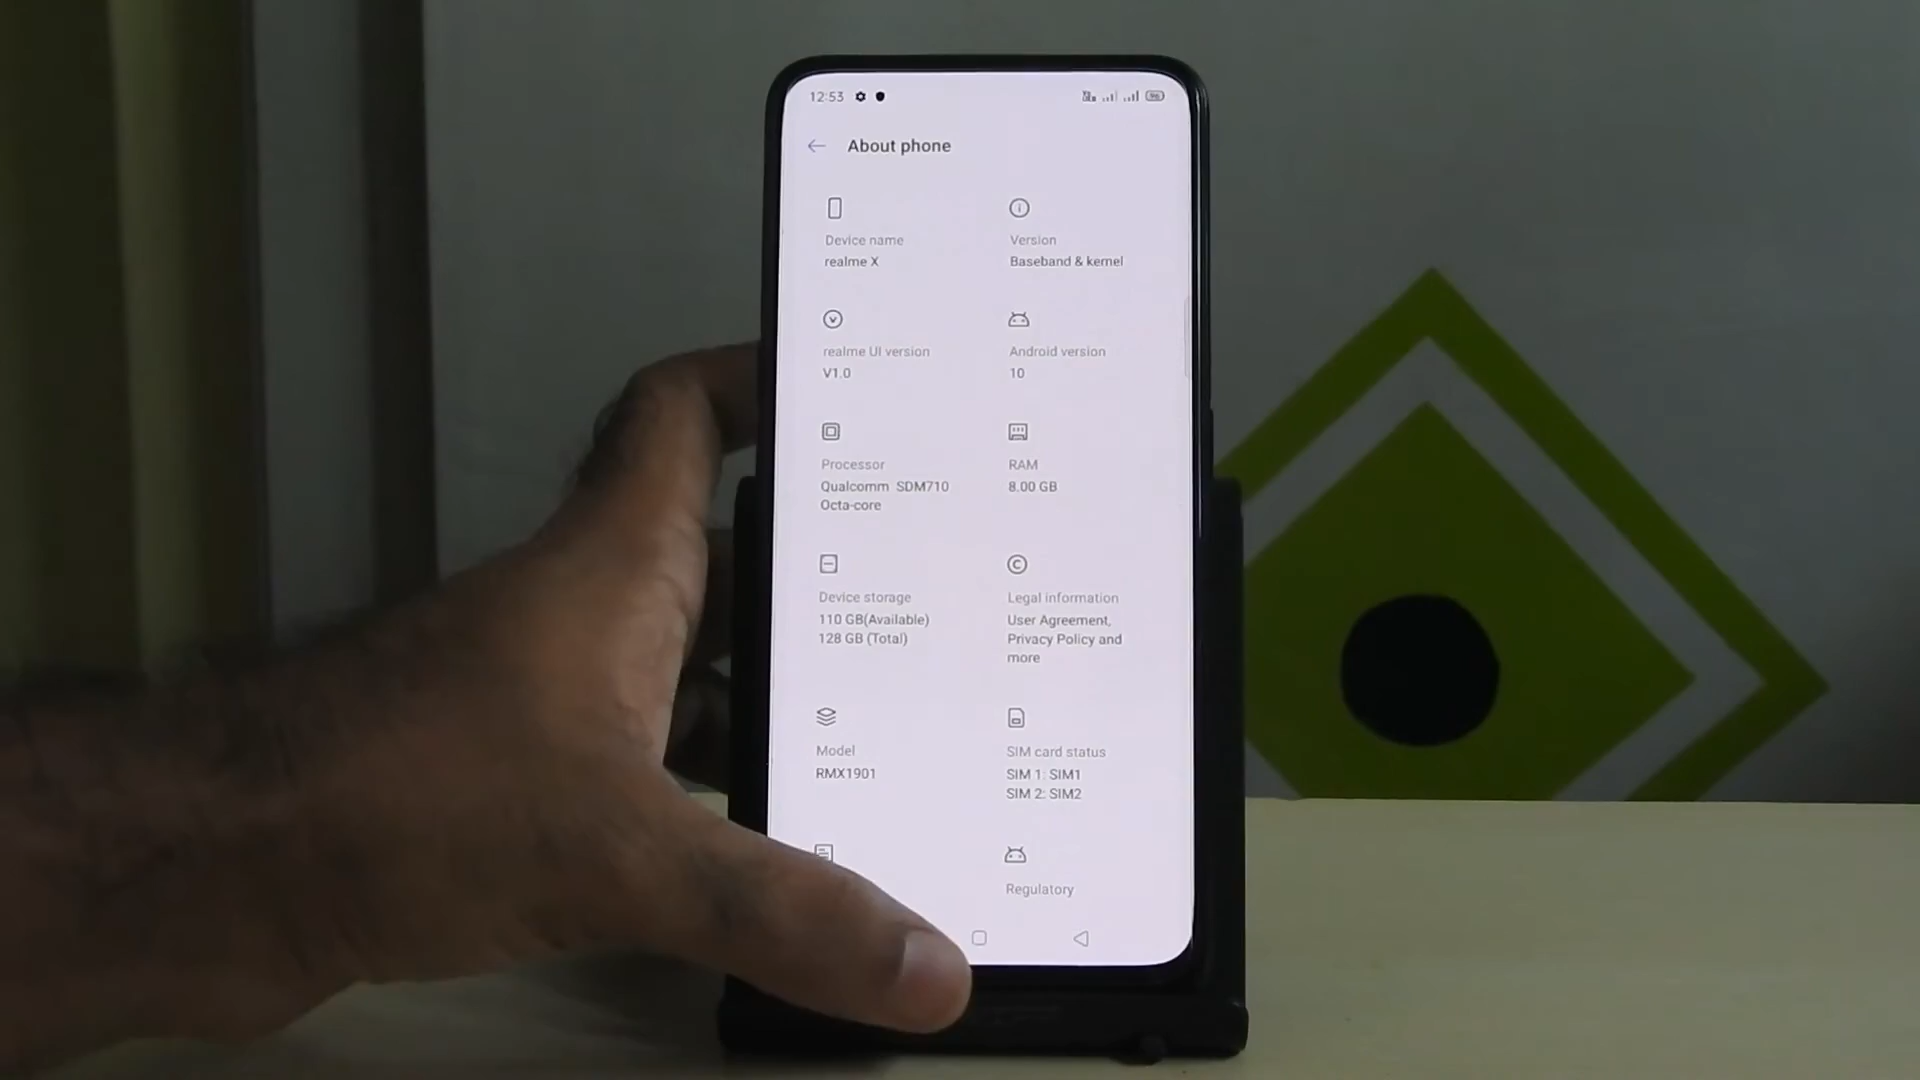 12:53
About phone
Device name
realme X
Version
Baseband & kernel
realme UI version
V1.0
Android version
10
Processor
Qualcomm SDM710
Octa-core
RAM
8.00 GB
Device storage
110 GB(Available)
128 GB (Total)
Legal information
User Agreement,
Privacy Policy and
more
Model
RMX1901
SIM card status
SIM 1: SIM1
SIM 2: SIM2
Regulatory